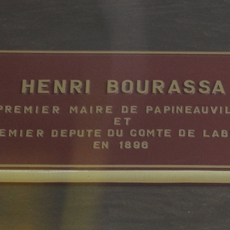 HENRI BOURASSA
PREMIER MAIRE DE PAPINEAUVIL
ET
EMIER DEPUTE DU COMTE DE LAB
EN 1896